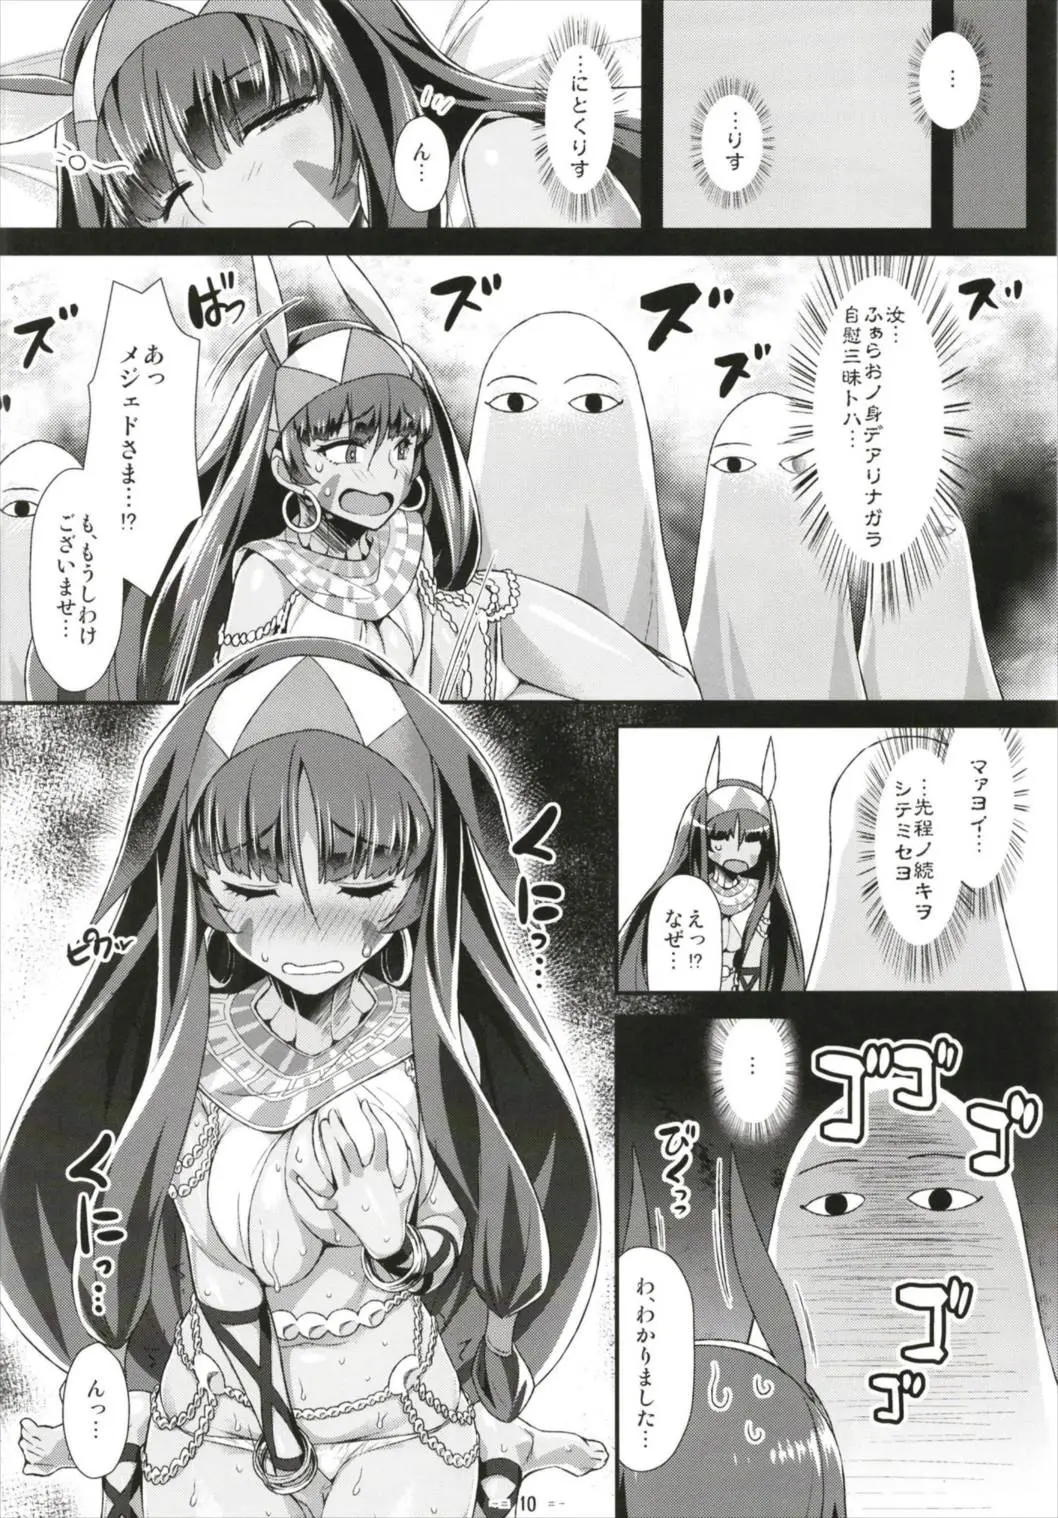 …
…りす
…にとくりす
ん…
汝…
ふぁらおノ身デアリナガラ
自慰三昧トハ…
ズ
ズ
ズ
ズ
ばっ
あっ
メジェドさま…!?
も、もうしわけ
ございませ…
マァヨイ…
…先程ノ続キヲ
シテミセヨ
えっ!?
なぜ…
…
ゴゴゴ
ゴゴ
びくっっ
わ、わかりました…
くにっ…
ピクッ
くにっ…
んっ…
-= 10 =-